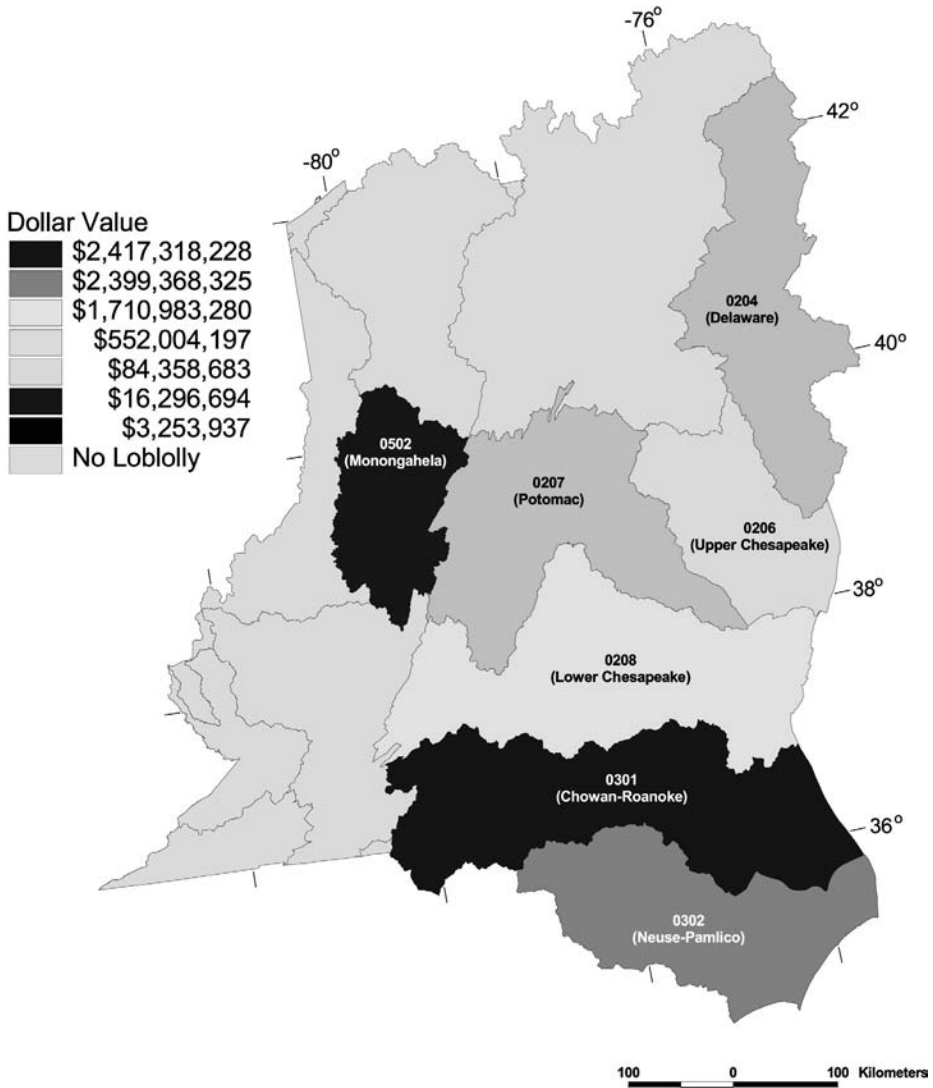 -76°
42°
-80°
Dollar Value
$2,417,318,228
$2,399,368,325
$1,710,983,280
$552,004,197
$84,358,683
$16,296,694
$3,253,937
No Loblolly
0204
(Delaware)
40°
0502
(Monongahela)
0207
(Potomac)
0206
(Upper Chesapeake)
38°
0208
(Lower Chesapeake)
0301
(Chowan-Roanoke)
36°
0302
(Neuse-Pamlico)
100 0 100 Kilometers